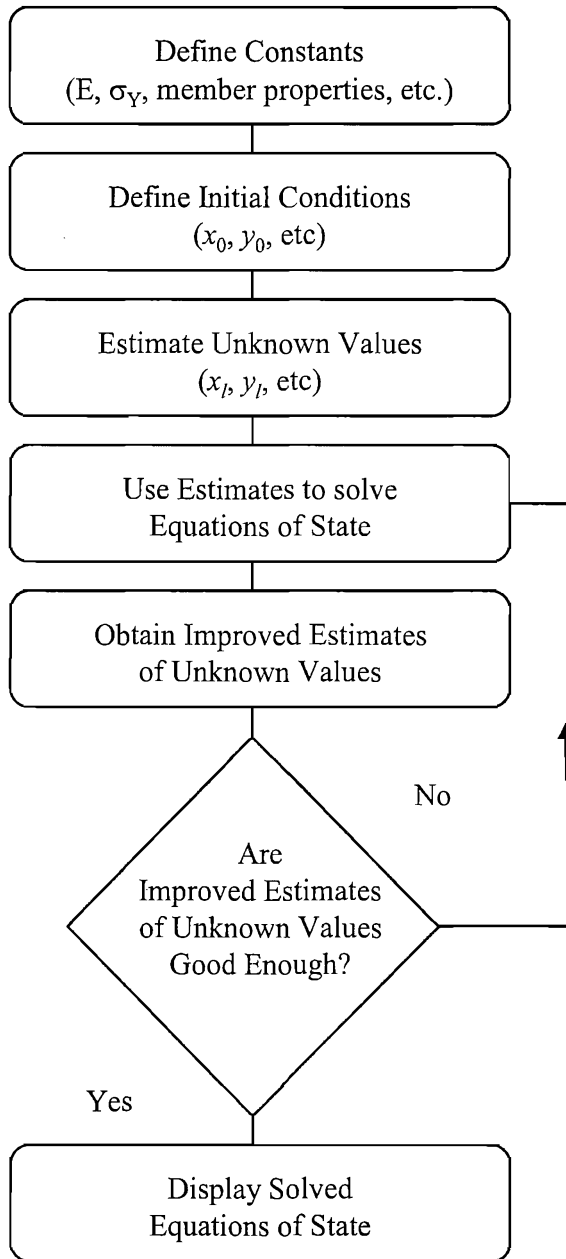 Define Constants
(E, σY, member properties, etc.)
Define Initial Conditions
(x0, y0, etc)
Estimate Unknown Values
(xl, yl, etc)
Use Estimates to solve
Equations of State
Obtain Improved Estimates
of Unknown Values
No
Are
Improved Estimates
of Unknown Values
Good Enough?
Yes
Display Solved
Equations of State